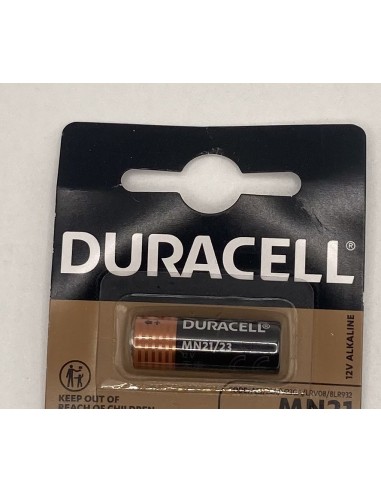 DURACELL®
DURACELL
MN21/23
12V ALKALINE
KEEP OUT OF
REACH OF CHILDREN
MN21